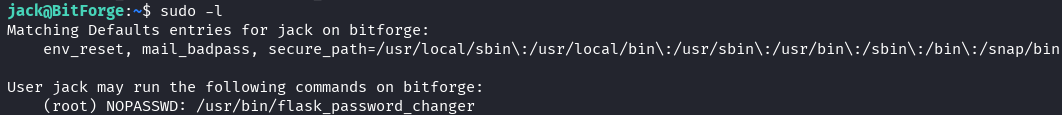 jack@BitForge:~$ sudo -l
Matching Defaults entries for jack on bitforge:
    env_reset, mail_badpass, secure_path=/usr/local/sbin\:/usr/local/bin\:/usr/sbin\:/usr/bin\:/sbin\:/bin\:/snap/bin
User jack may run the following commands on bitforge:
    (root) NOPASSWD: /usr/bin/flask_password_changer